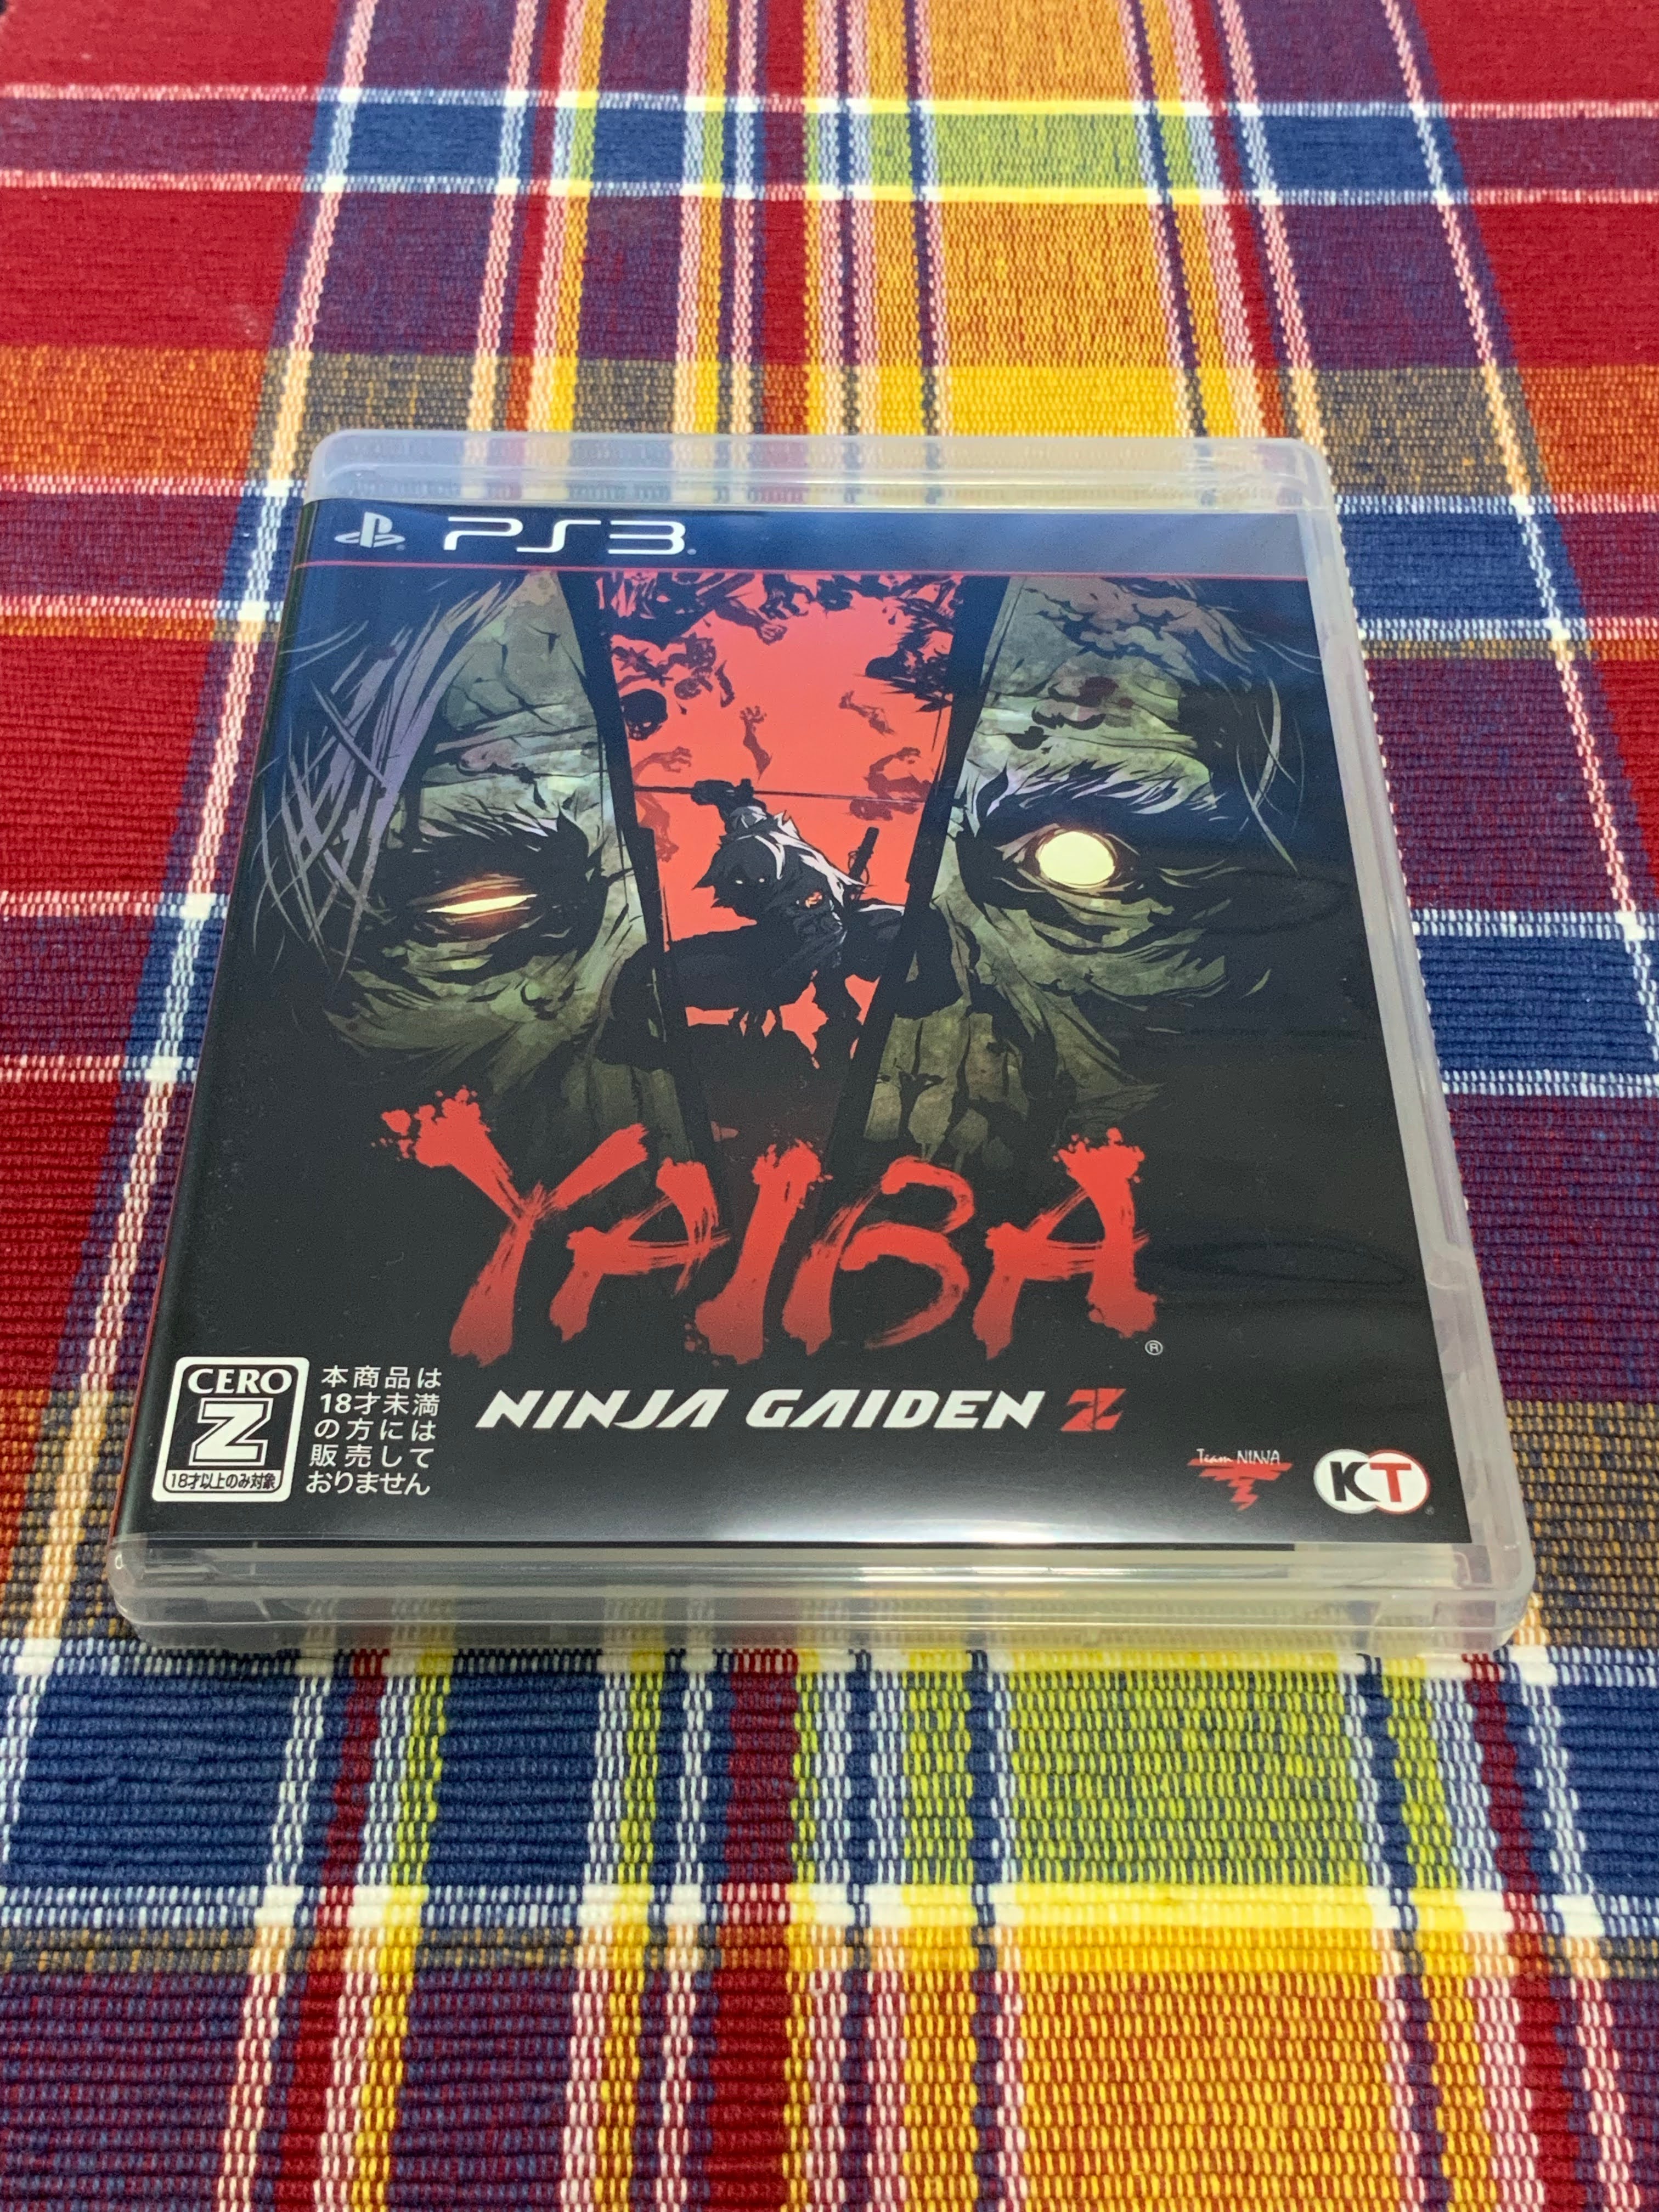 PS3
YAIBA
®
NINJA GAIDEN Z
CERO
Z
18才以上のみ対象
本商品は
18才未満
の方には
販売して
おりません
Team NINJA
KT